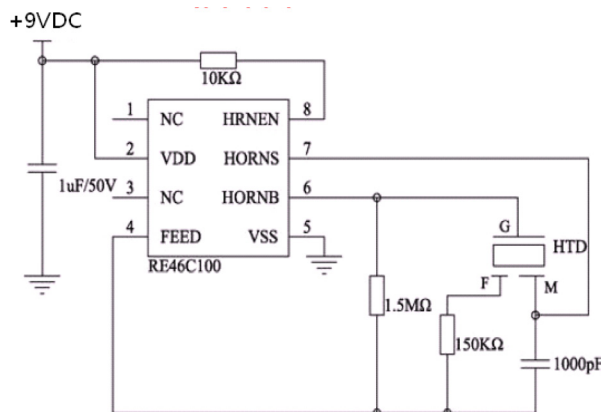 +9VDC
10KΩ
1 NC HRNEN 8
2 VDD HORNS 7
1uF/50V
3 NC HORNB 6
4 FEED VSS 5
RE46C100
G
HTD
F M
1.5MΩ
150KΩ
1000pF